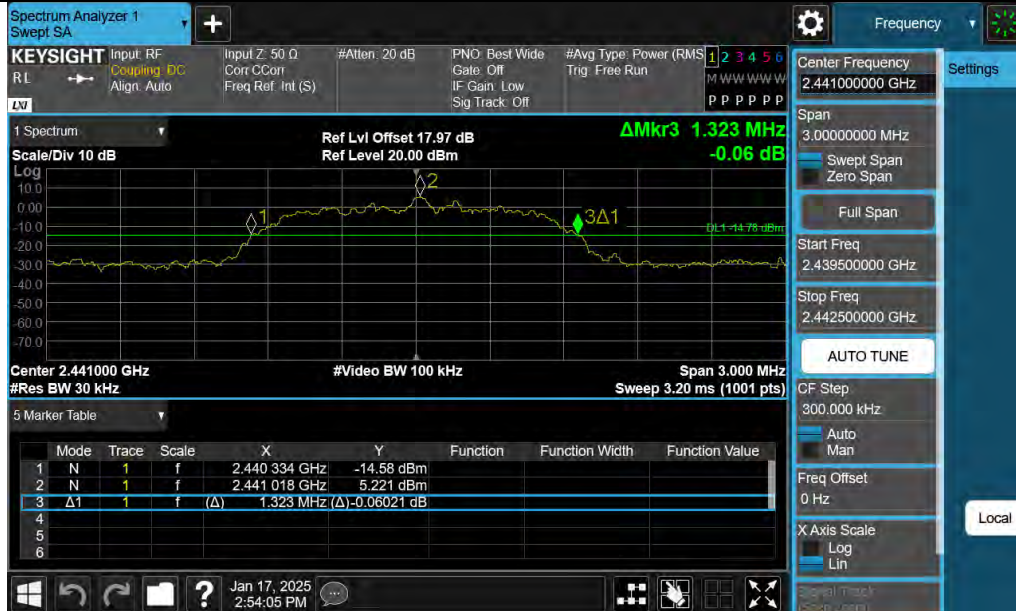 Spectrum Analyzer 1
Swept SA
+
Frequency
KEYSIGHT
RL
LXI
Input: RF
Coupling: DC
Align: Auto
Input Z: 50 Ω
Corr CCorr
Freq Ref: Int (S)
#Atten: 20 dB
PNO: Best Wide
Gate: Off
IF Gain: Low
Sig Track: Off
#Avg Type: Power (RMS
Trig: Free Run
1 2 3 4 5 6
M W W W W W
P P P P P P
1 Spectrum
Scale/Div 10 dB
Ref Lvl Offset 17.97 dB
Ref Level 20.00 dBm
ΔMkr3 1.323 MHz
-0.06 dB
Log
10.0
0.00
-10.0
-20.0
-30.0
-40.0
-50.0
-60.0
-70.0
1
2
3Δ1
DL1 -14.78 dBm
Center 2.441000 GHz
#Video BW 100 kHz
Span 3.000 MHz
#Res BW 30 kHz
Sweep 3.20 ms (1001 pts)
5 Marker Table
Mode Trace Scale X Y Function Function Width Function Value
1 N 1 f 2.440 334 GHz -14.58 dBm
2 N 1 f 2.441 018 GHz 5.221 dBm
3 Δ1 1 f (Δ) 1.323 MHz (Δ) -0.06021 dB
4
5
6
?
Jan 17, 2025
2:54:05 PM
Center Frequency
2.441000000 GHz
Settings
Span
3.00000000 MHz
Swept Span
Zero Span
Full Span
Start Freq
2.439500000 GHz
Stop Freq
2.442500000 GHz
AUTO TUNE
CF Step
300.000 kHz
Auto
Man
Freq Offset
0 Hz
X Axis Scale
Log
Lin
Signal Track
Local